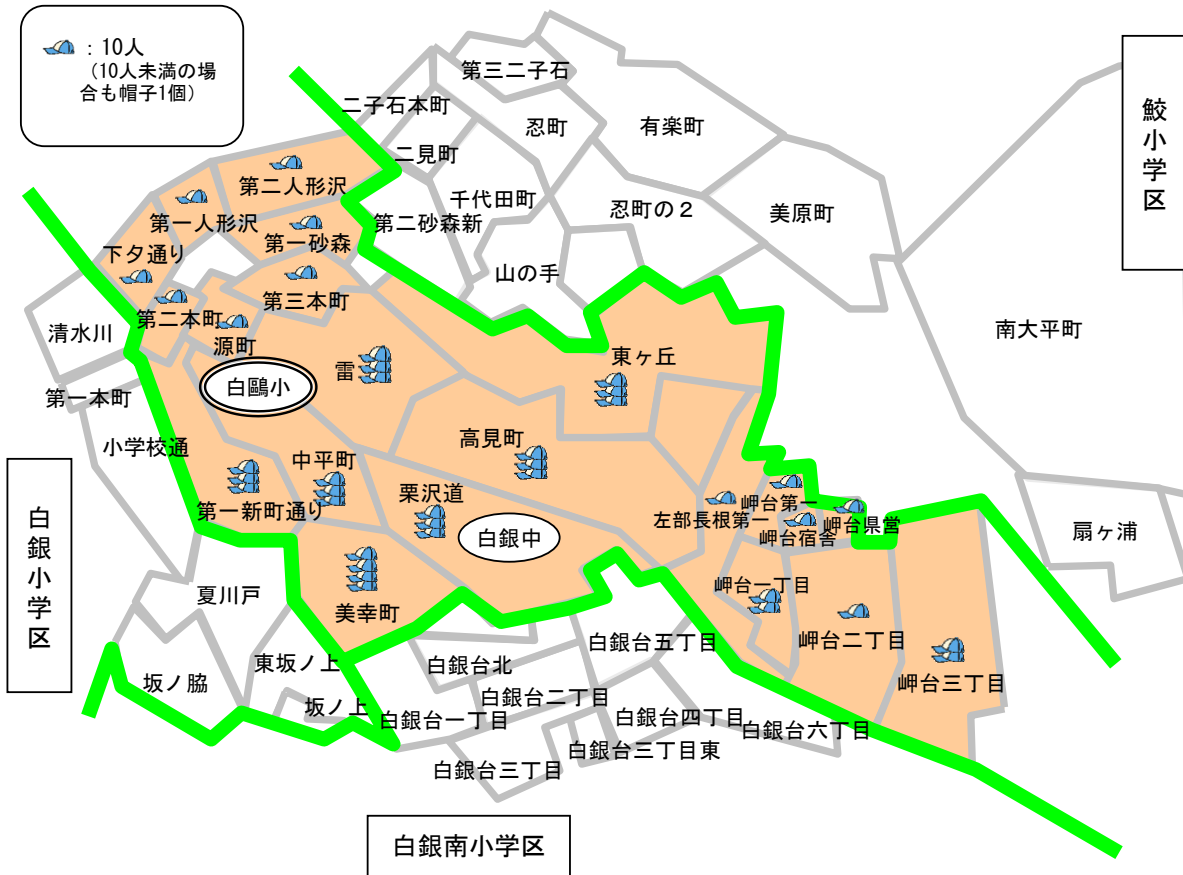 ：10人
（10人未満の場
合も帽子1個）
第三二子石
二子石本町
忍町
有楽町
鮫小学区
二見町
第二人形沢
千代田町
忍町の２
美原町
第一人形沢
第二砂森新
第一砂森
下タ通り
山の手
第三本町
第二本町
清水川
源町
南大平町
東ヶ丘
雷
白鷗小
第一本町
小学校通
高見町
中平町
栗沢道
第一新町通り
岬台第一
左部長根第一
岬台県営
岬台宿舎
白銀中
扇ヶ浦
白銀小学区
夏川戸
美幸町
岬台一丁目
岬台二丁目
白銀台五丁目
東坂ノ上
白銀台北
岬台三丁目
坂ノ脇
坂ノ上
白銀台二丁目
白銀台一丁目
白銀台四丁目
白銀台六丁目
白銀台三丁目東
白銀台三丁目
白銀南小学区